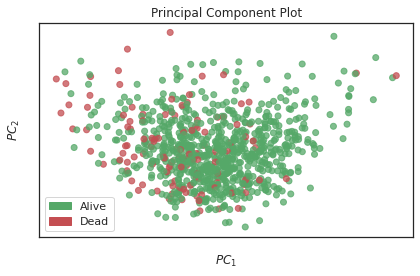 Principal Component Plot
PC2
Alive
Dead
PC1